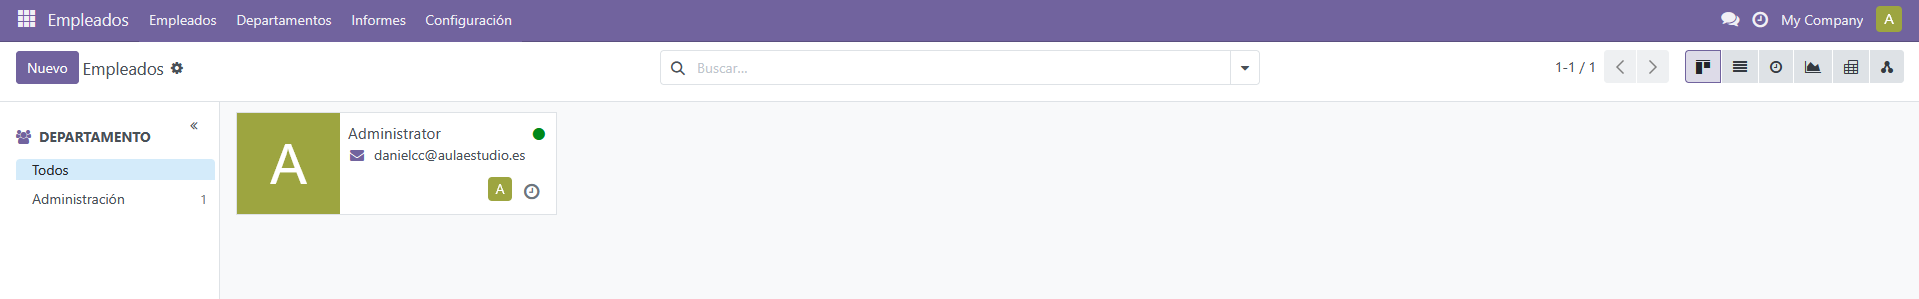 Empleados Empleados Departamentos Informes Configuración My Company A
Nuevo Empleados Buscar... 1-1 / 1
DEPARTAMENTO
Todos
Administración 1
A
Administrator
danielcc@aulaestudio.es
A